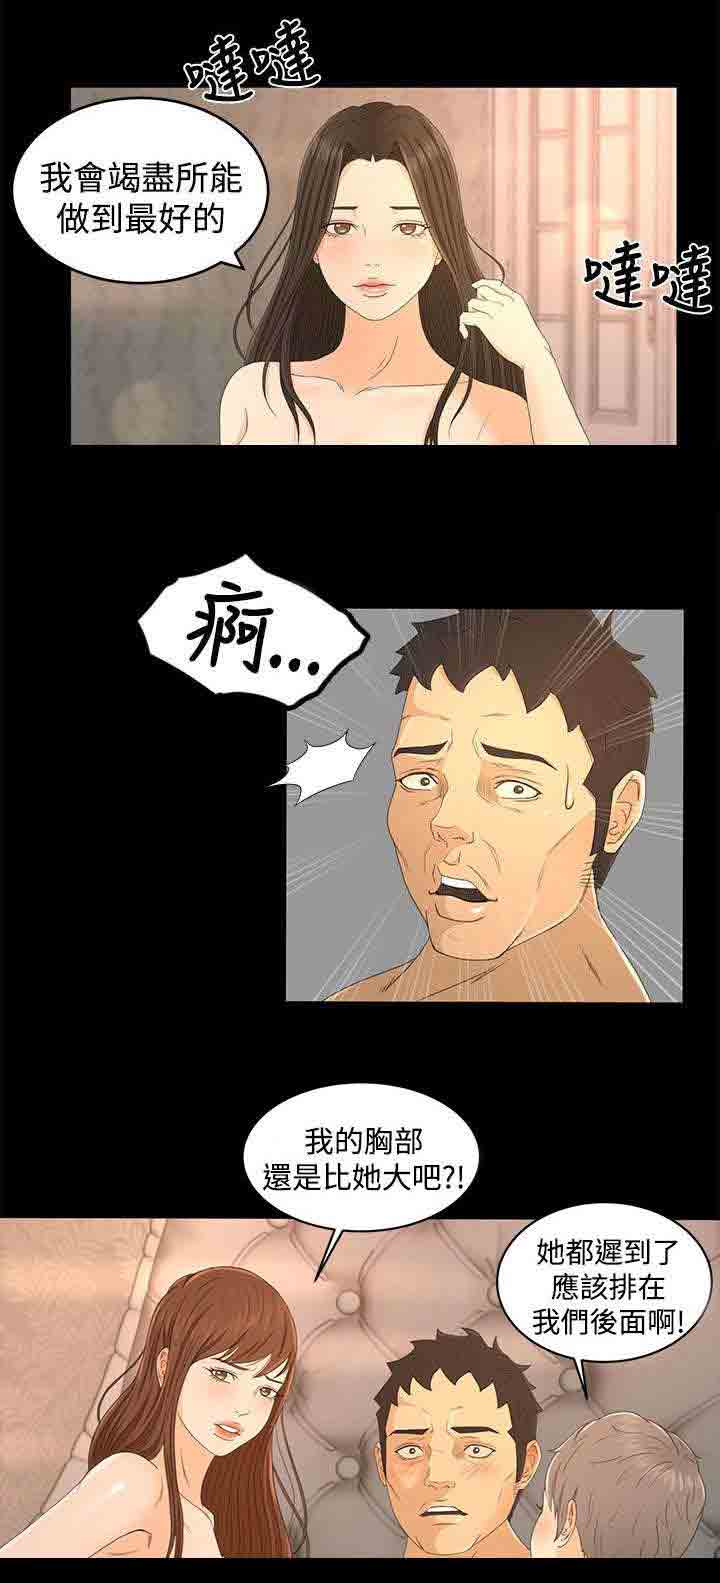 噠噠
我會竭盡所能
做到最好的
噠噠
啊...
我的胸部
還是比她大吧?!
她都遲到了
應該排在
我們後面啊!